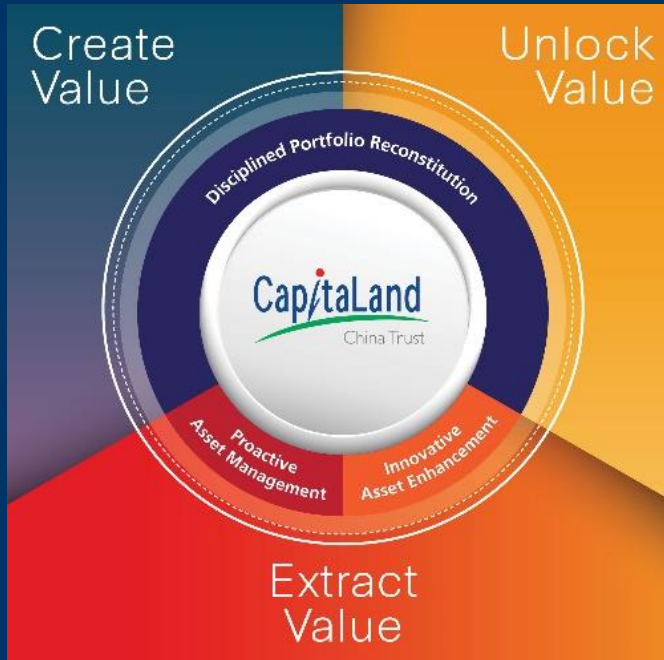 Create
Value
Unlock
Value
Disciplined Portfolio Reconstitution
CapitaLand
China Trust
Proactive
Asset Management
Innovative
Asset Enhancement
Extract
Value